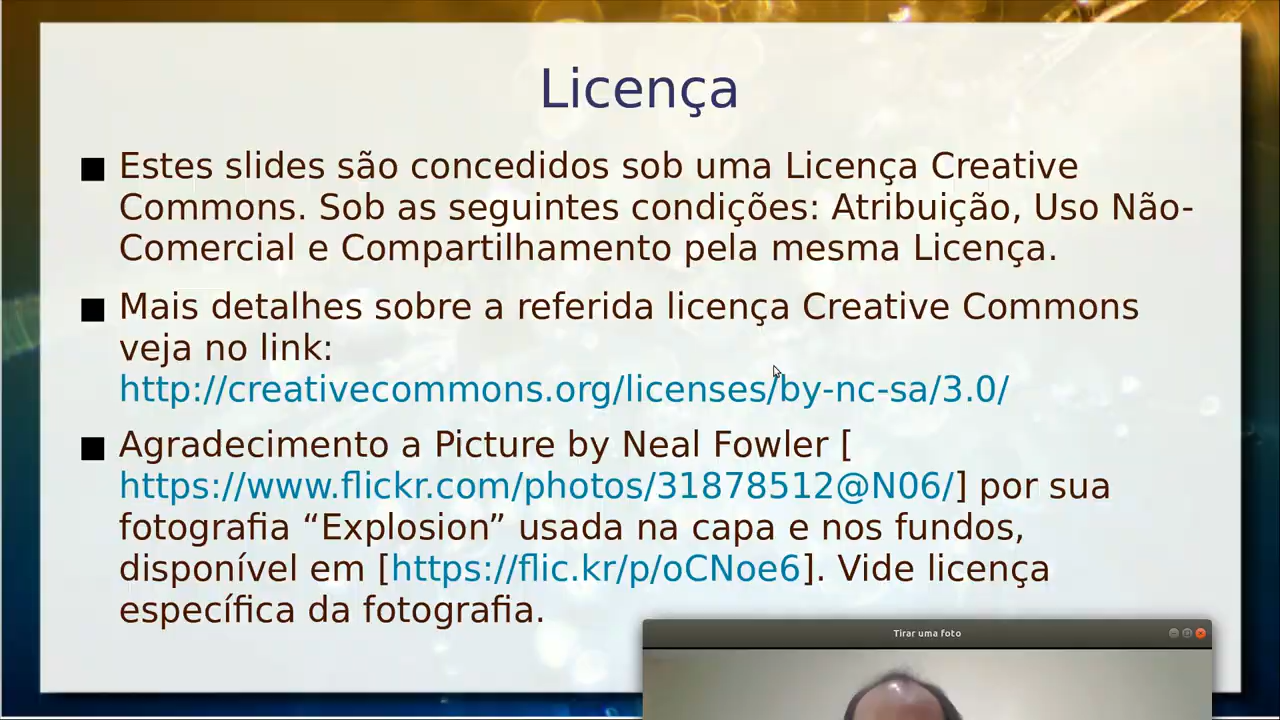 Licença
Estes slides são concedidos sob uma Licença Creative
Commons. Sob as seguintes condições: Atribuição, Uso Não-
Comercial e Compartilhamento pela mesma Licença.
Mais detalhes sobre a referida licença Creative Commons
veja no link:
http://creativecommons.org/licenses/by-nc-sa/3.0/
Agradecimento a Picture by Neal Fowler [
https://www.flickr.com/photos/31878512@N06/] por sua
fotografia “Explosion” usada na capa e nos fundos,
disponível em [https://flic.kr/p/oCNoe6]. Vide licença
específica da fotografia.
Tirar uma foto